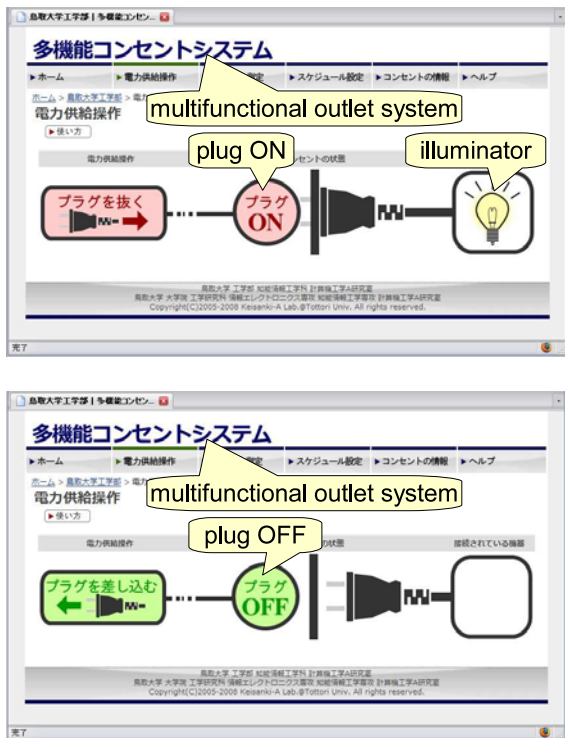 鳥取大学工学部 | 多機能コンセン...
多機能コンセントシステム
ホーム
電力供給操作
定
スケジュール設定
コンセントの情報
ヘルプ
ホーム > 鳥取大学工学部 > 電力
multifunctional outlet system
電力供給操作
使い方
plug ON
illuminator
電力供給操作
ンセントの状態
プラグを抜く
プラグ
ON
鳥取大学 工学部 知能情報工学科 計算機工学A研究室
鳥取大学 大学院 工学研究科 情報エレクトロニクス専攻 知能情報工学専攻 計算機工学A研究室
Copyright(C)2005-2008 Keisanki-A Lab.@Tottori Univ. All rights reserved.
完了
鳥取大学工学部 | 多機能コンセン...
多機能コンセントシステム
ホーム
電力供給操作
定
スケジュール設定
コンセントの情報
ヘルプ
ホーム > 鳥取大学工学部 > 電力
multifunctional outlet system
電力供給操作
使い方
plug OFF
電力供給操作
の状態
接続されている機器
プラグを差し込む
プラグ
OFF
鳥取大学 工学部 知能情報工学科 計算機工学A研究室
鳥取大学 大学院 工学研究科 情報エレクトロニクス専攻 知能情報工学専攻 計算機工学A研究室
Copyright(C)2005-2008 Keisanki-A Lab.@Tottori Univ. All rights reserved.
完了